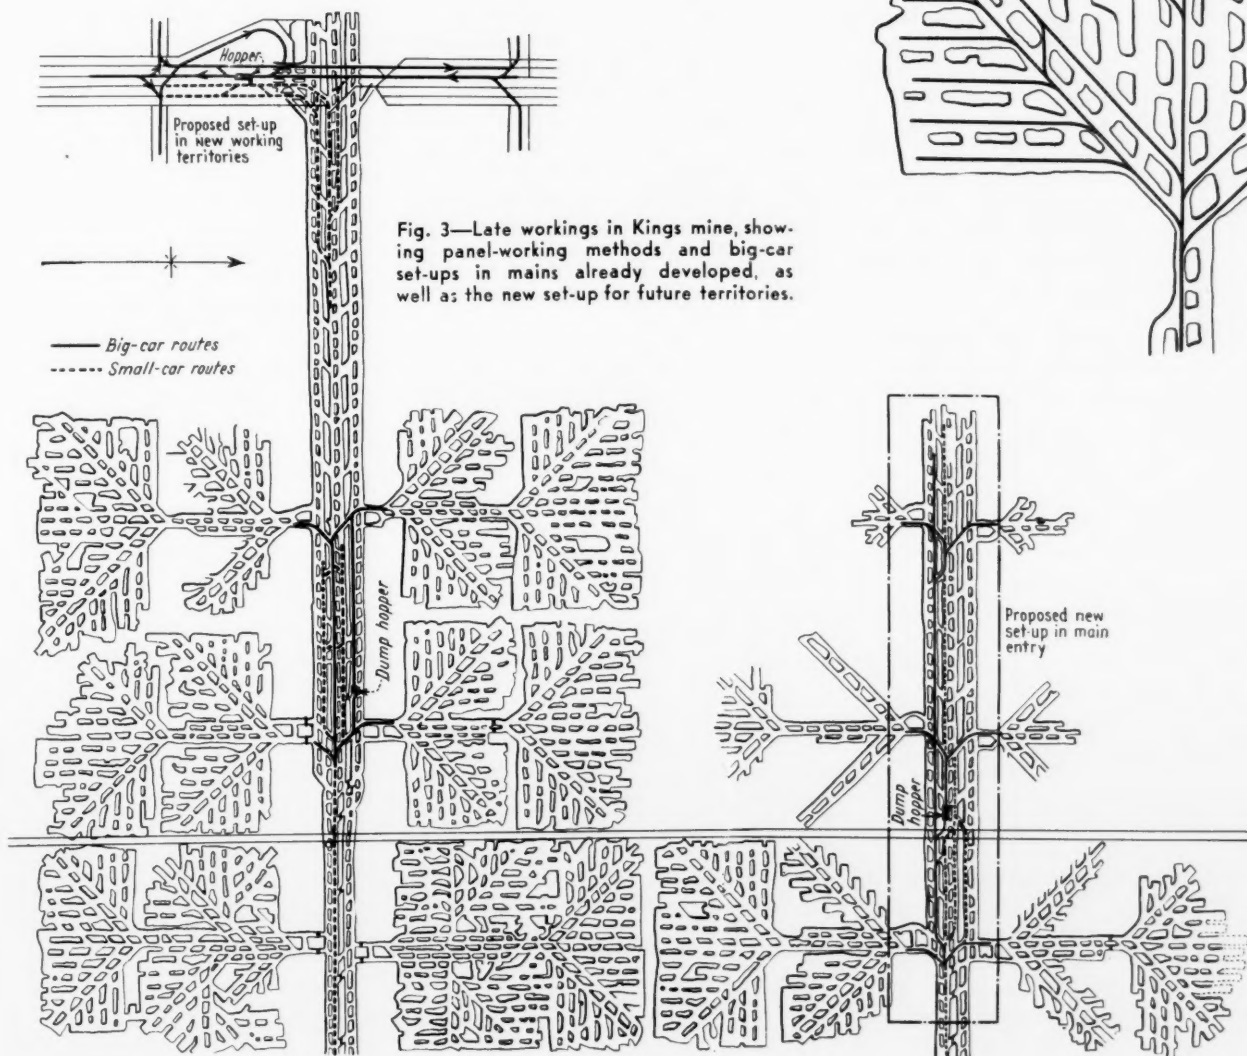 Hopper
Proposed set-up
in New working
territories
Fig. 3—Late workings in Kings mine, show-
ing panel-working methods and big-car
set-ups in mains already developed, as
well as the new set-up for future territories.
Big-car routes
Small-car routes
Dump hopper
Proposed new
set-up in main
entry
Dump
hopper